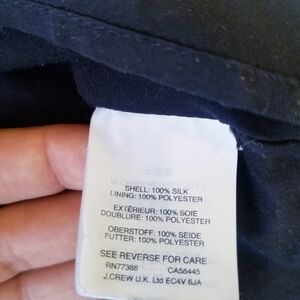 SHELL: 100% SILK
LINING: 100% POLYESTER
EXTÉRIEUR: 100% SOIE
DOUBLURE: 100% POLYESTER
OBERSTOFF: 100% SEIDE
FUTTER: 100% POLYESTER
SEE REVERSE FOR CARE
RN77388 CA56445
J.CREW U.K. Ltd EC4V 6JA